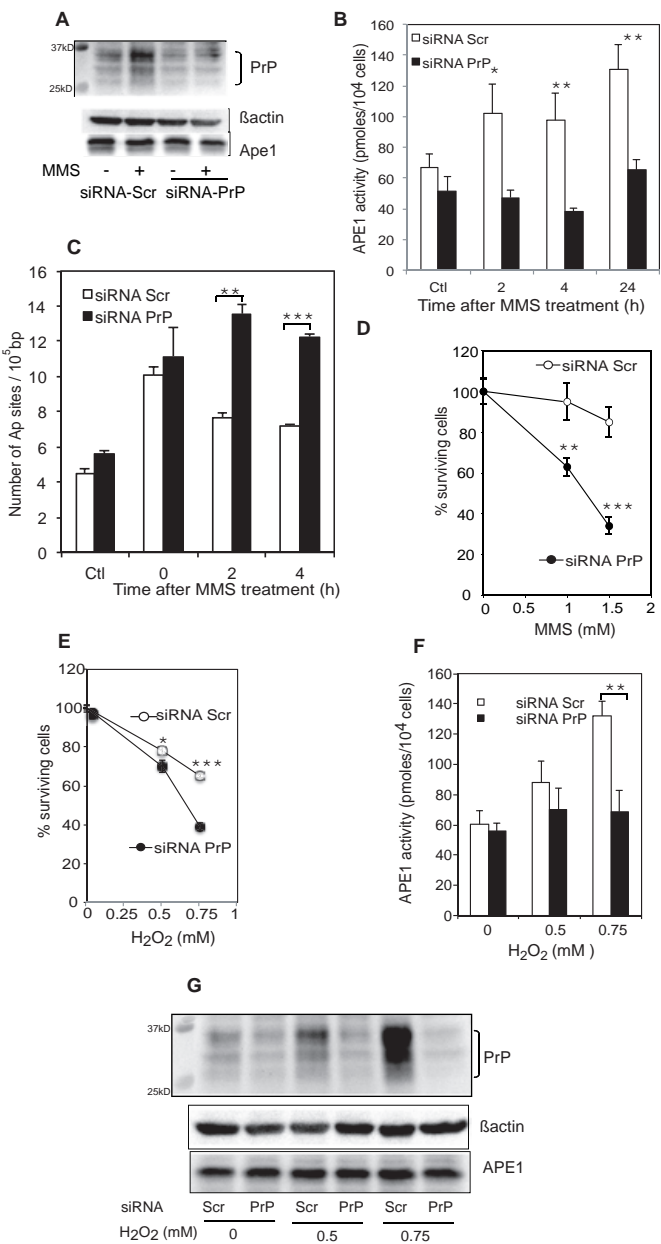 A
37kD
25kD
PrP
ßactin
Ape1
MMS - + - +
siRNA-Scr siRNA-PrP
B
APE1 activity (pmoles/10⁴ cells)
160
140
120
100
80
60
40
20
0
siRNA Scr
siRNA PrP
*
**
**
Ctl 2 4 24
Time after MMS treatment (h)
C
Number of Ap sites / 10⁵bp
16
14
12
10
8
6
4
2
0
siRNA Scr
siRNA PrP
**
***
Ctl 0 2 4
Time after MMS treatment (h)
D
% surviving cells
120
100
80
60
40
20
0
siRNA Scr
**
***
siRNA PrP
0 0.5 1 1.5 2
MMS (mM)
E
% surviving cells
120
100
80
60
40
20
0
siRNA Scr
*
***
siRNA PrP
0 0.25 0.5 0.75 1
H₂O₂ (mM)
F
APE1 activity (pmoles/10⁴ cells)
160
140
120
100
80
60
40
20
0
siRNA Scr
siRNA PrP
**
0 0.5 0.75
H₂O₂ (mM )
G
37kD
25kD
PrP
ßactin
APE1
siRNA Scr PrP Scr PrP Scr PrP
H₂O₂ (mM) 0 0.5 0.75